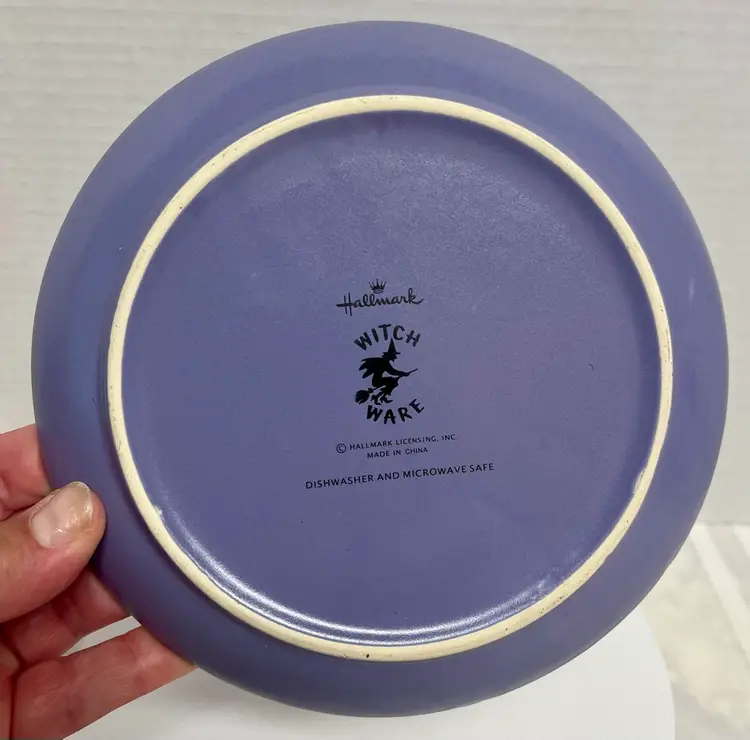 Hallmark
WITCH
WARE
© HALLMARK LICENSING, INC.
MADE IN CHINA
DISHWASHER AND MICROWAVE SAFE